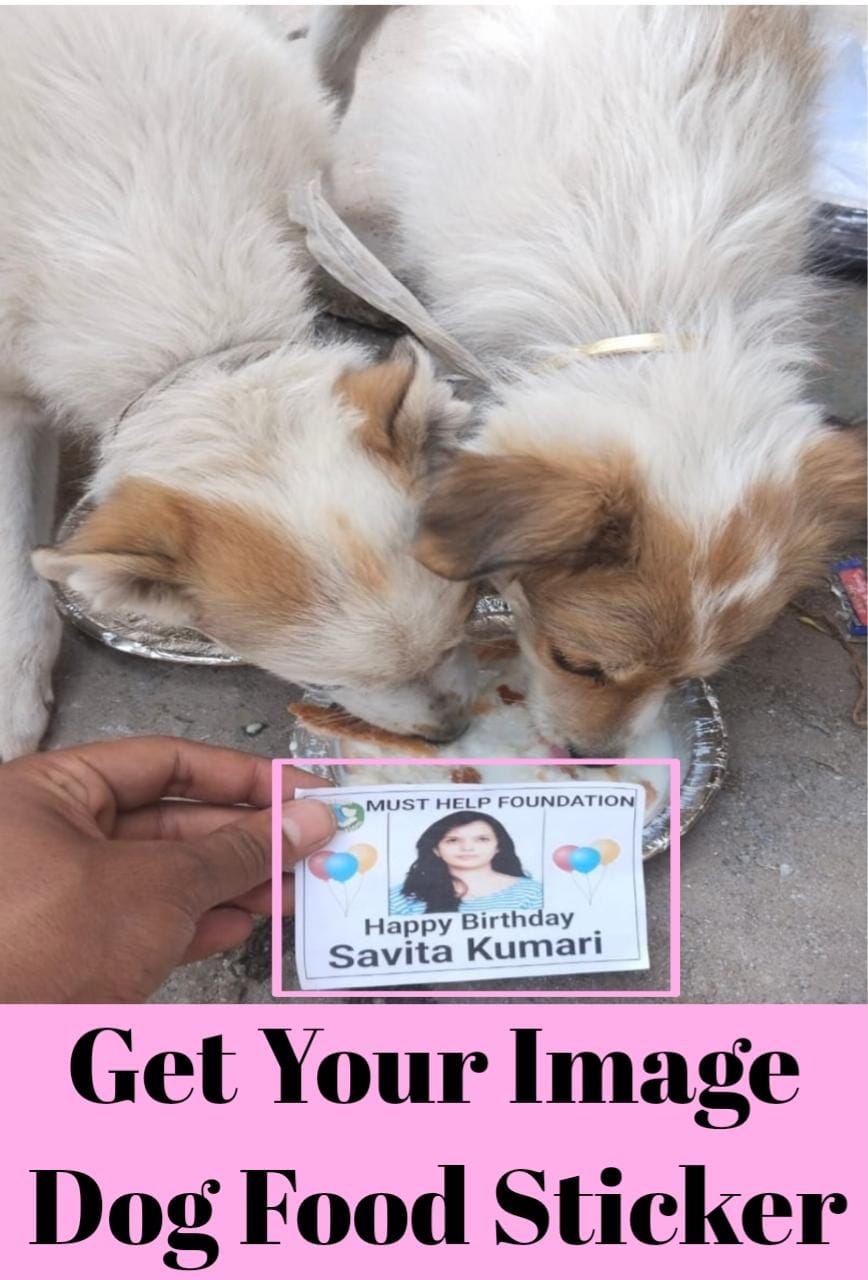 MUST HELP FOUNDATION
Happy Birthday
Savita Kumari
Get Your Image
Dog Food Sticker